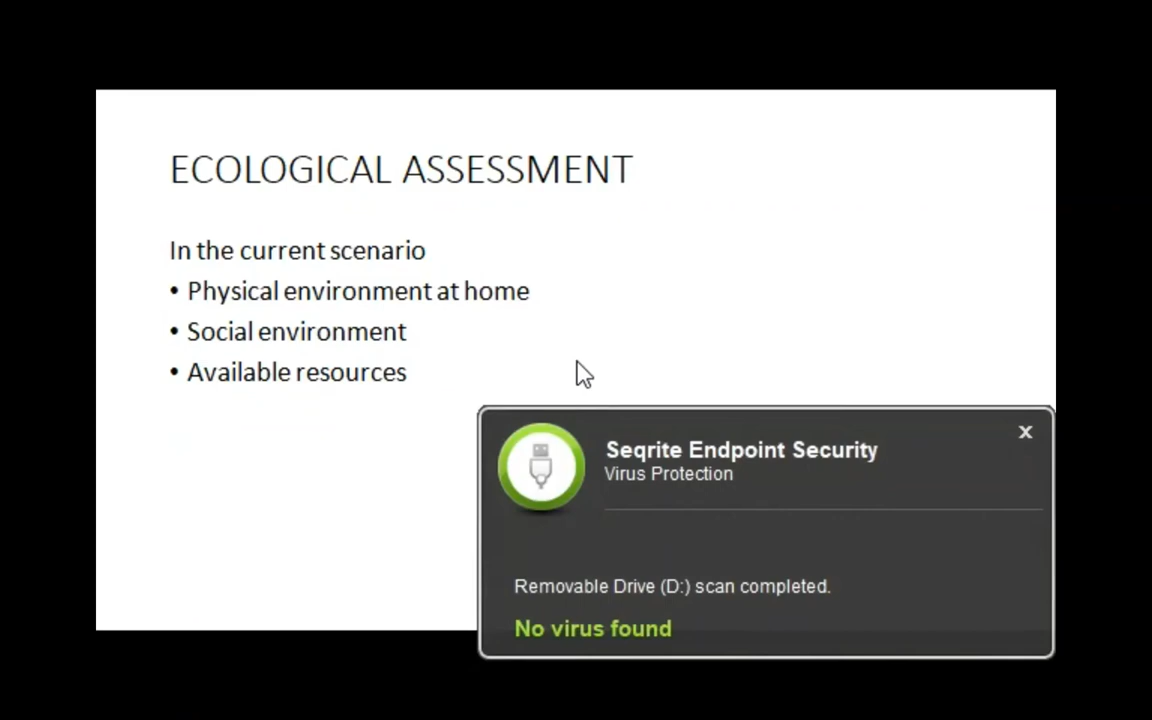 ECOLOGICAL ASSESSMENT
In the current scenario
• Physical environment at home
• Social environment
• Available resources
x
Seqrite Endpoint Security
Virus Protection
Removable Drive (D:) scan completed.
No virus found